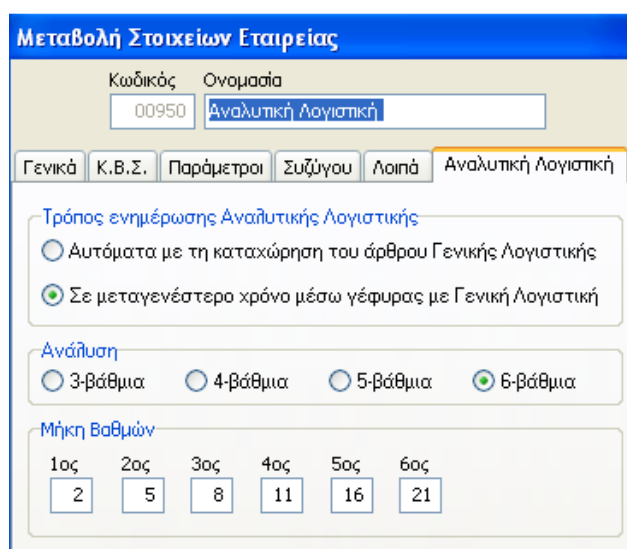 Μεταβολή Στοιχείων Εταιρείας
Κωδικός Ονομασία
00950 Αναλυτική Λογιστική
Γενικά Κ.Β.Σ. Παράμετροι Συζύγου Λοιπά Αναλυτική Λογιστική
Τρόπος ενημέρωσης Αναλυτικής Λογιστικής
Αυτόματα με τη καταχώρηση του άρθρου Γενικής Λογιστικής
Σε μεταγενέστερο χρόνο μέσω γέφυρας με Γενική Λογιστική
Ανάλυση
3-βάθμια 4-βάθμια 5-βάθμια 6-βάθμια
Μήκη Βαθμών
1ος 2ος 3ος 4ος 5ος 6ος
2 5 8 11 16 21